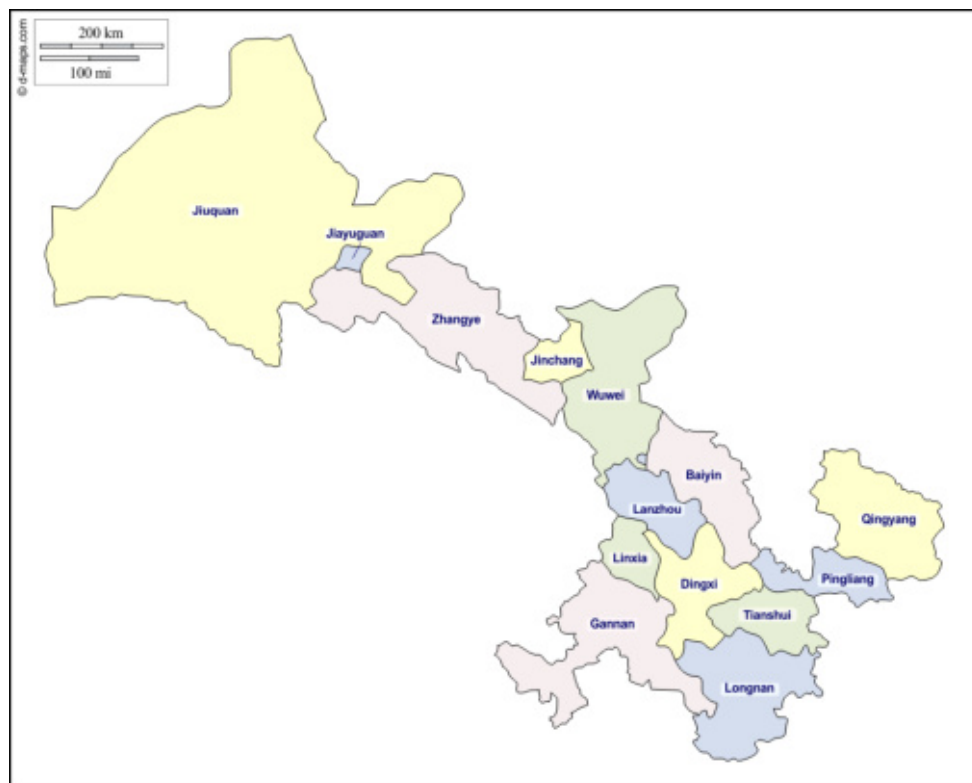 200 km
100 mi
© d-maps.com
Jiuquan
Jiayuguan
Zhangye
Jinchang
Wuwei
Baiyin
Lanzhou
Qingyang
Linxia
Dingxi
Pingliang
Gannan
Tianshui
Longnan